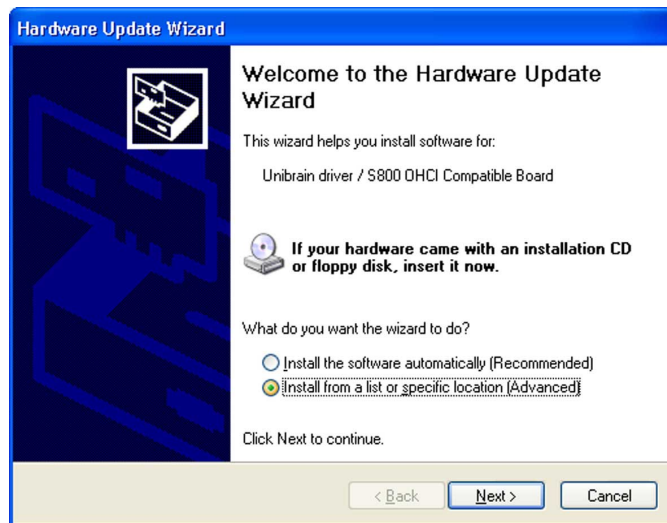 Hardware Update Wizard
Welcome to the Hardware Update
Wizard
This wizard helps you install software for:
Unibrain driver / S800 OHCI Compatible Board
If your hardware came with an installation CD
or floppy disk, insert it now.
What do you want the wizard to do?
Install the software automatically (Recommended)
Install from a list or specific location (Advanced)
Click Next to continue.
< Back
Next >
Cancel